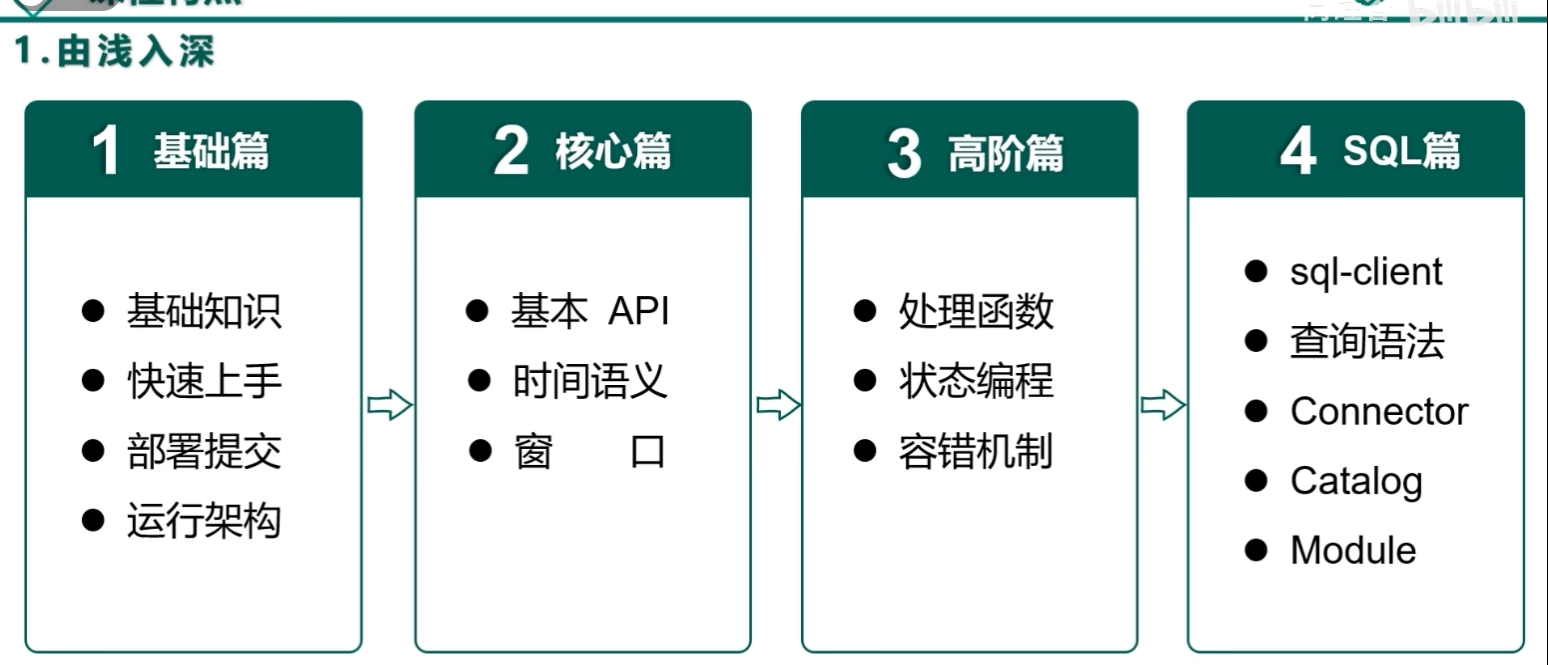 1.由浅入深
1 基础篇
基础知识
快速上手
部署提交
运行架构
2 核心篇
基本 API
时间语义
窗 口
3 高阶篇
处理函数
状态编程
容错机制
4 SQL篇
sql-client
查询语法
Connector
Catalog
Module